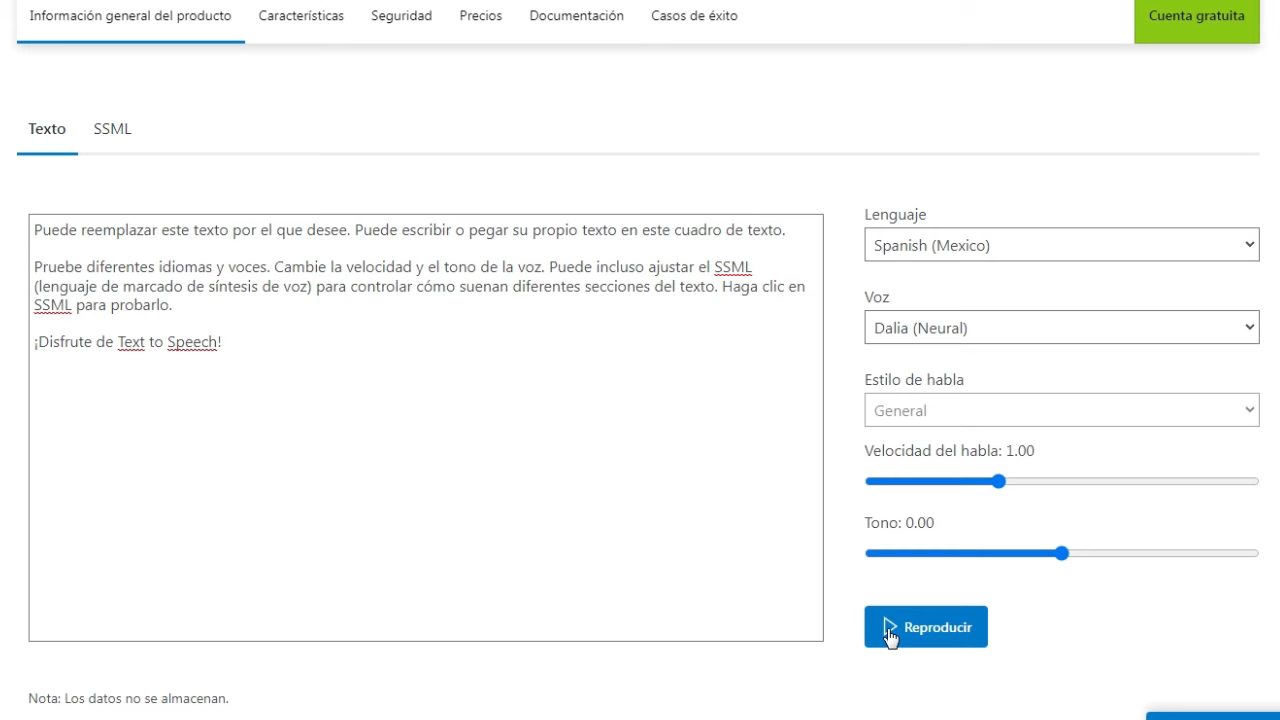 Información general del producto Características Seguridad Precios Documentación Casos de éxito Cuenta gratuita
Texto SSML
Puede reemplazar este texto por el que desee. Puede escribir o pegar su propio texto en este cuadro de texto.
Pruebe diferentes idiomas y voces. Cambie la velocidad y el tono de la voz. Puede incluso ajustar el SSML
(lenguaje de marcado de síntesis de voz) para controlar cómo suenan diferentes secciones del texto. Haga clic en
SSML para probarlo.
¡Disfrute de Text to Speech!
Lenguaje
Spanish (Mexico)
Voz
Dalia (Neural)
Estilo de habla
General
Velocidad del habla: 1.00
Tono: 0.00
Reproducir
Nota: Los datos no se almacenan.